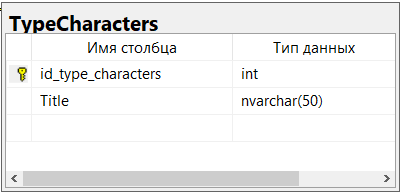 TypeCharacters
Имя столбца Тип данных
id_type_characters int
Title nvarchar(50)